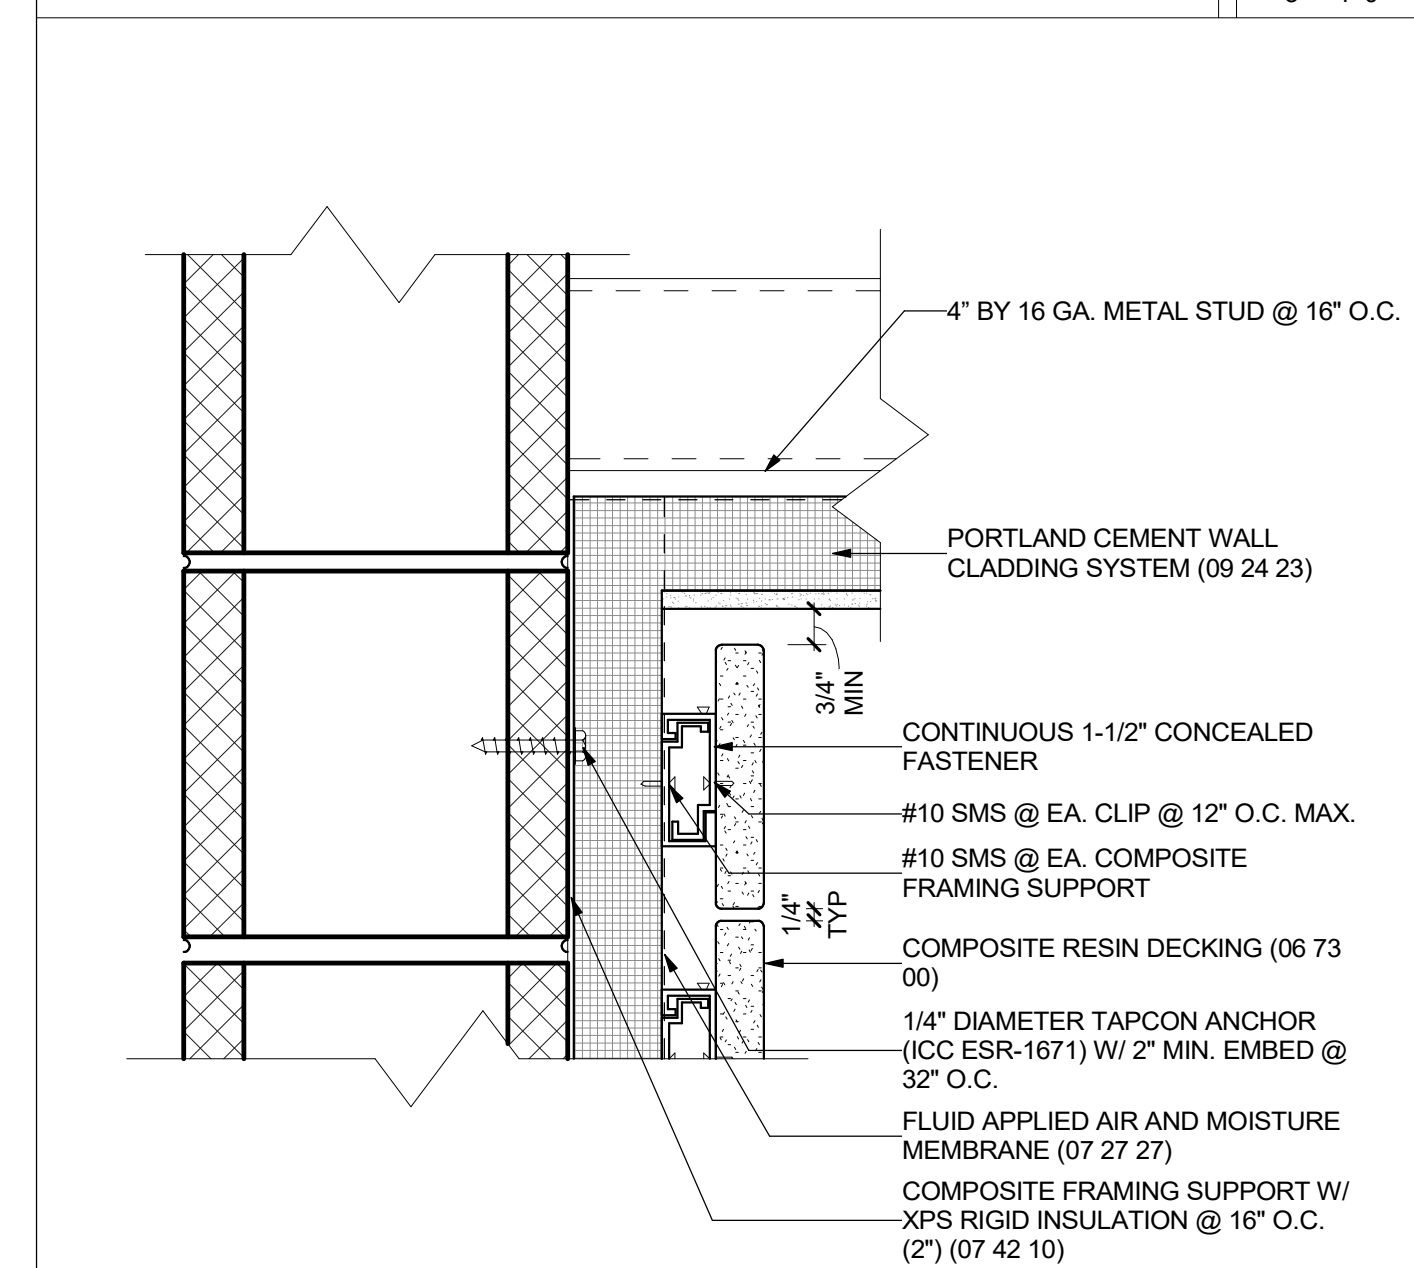 4” BY 16 GA. METAL STUD @ 16" O.C.
PORTLAND CEMENT WALL
CLADDING SYSTEM (09 24 23)
3/4"
MIN
CONTINUOUS 1-1/2" CONCEALED
FASTENER
#10 SMS @ EA. CLIP @ 12" O.C. MAX.
#10 SMS @ EA. COMPOSITE
FRAMING SUPPORT
1/4"
TYP
COMPOSITE RESIN DECKING (06 73
00)
1/4" DIAMETER TAPCON ANCHOR
(ICC ESR-1671) W/ 2" MIN. EMBED @
32" O.C.
FLUID APPLIED AIR AND MOISTURE
MEMBRANE (07 27 27)
COMPOSITE FRAMING SUPPORT W/
XPS RIGID INSULATION @ 16" O.C.
(2") (07 42 10)